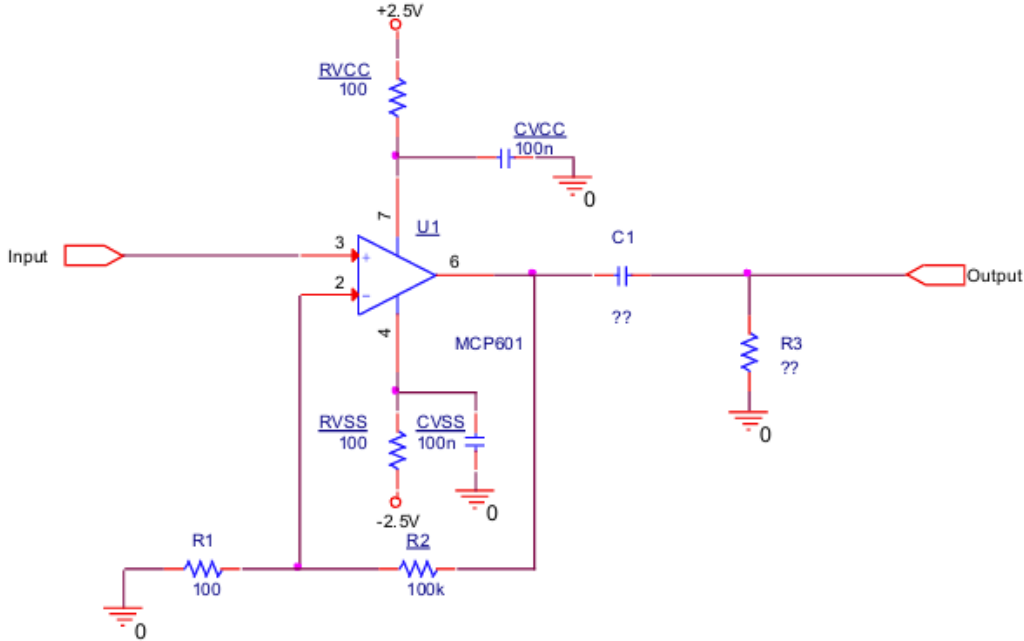 +2.5V
RVCC
100
CVCC
100n
0
7
U1
Input
3
+
2
-
6
4
MCP601
C1
??
Output
R3
??
0
RVSS
100
CVSS
100n
0
-2.5V
R1
100
R2
100k
0